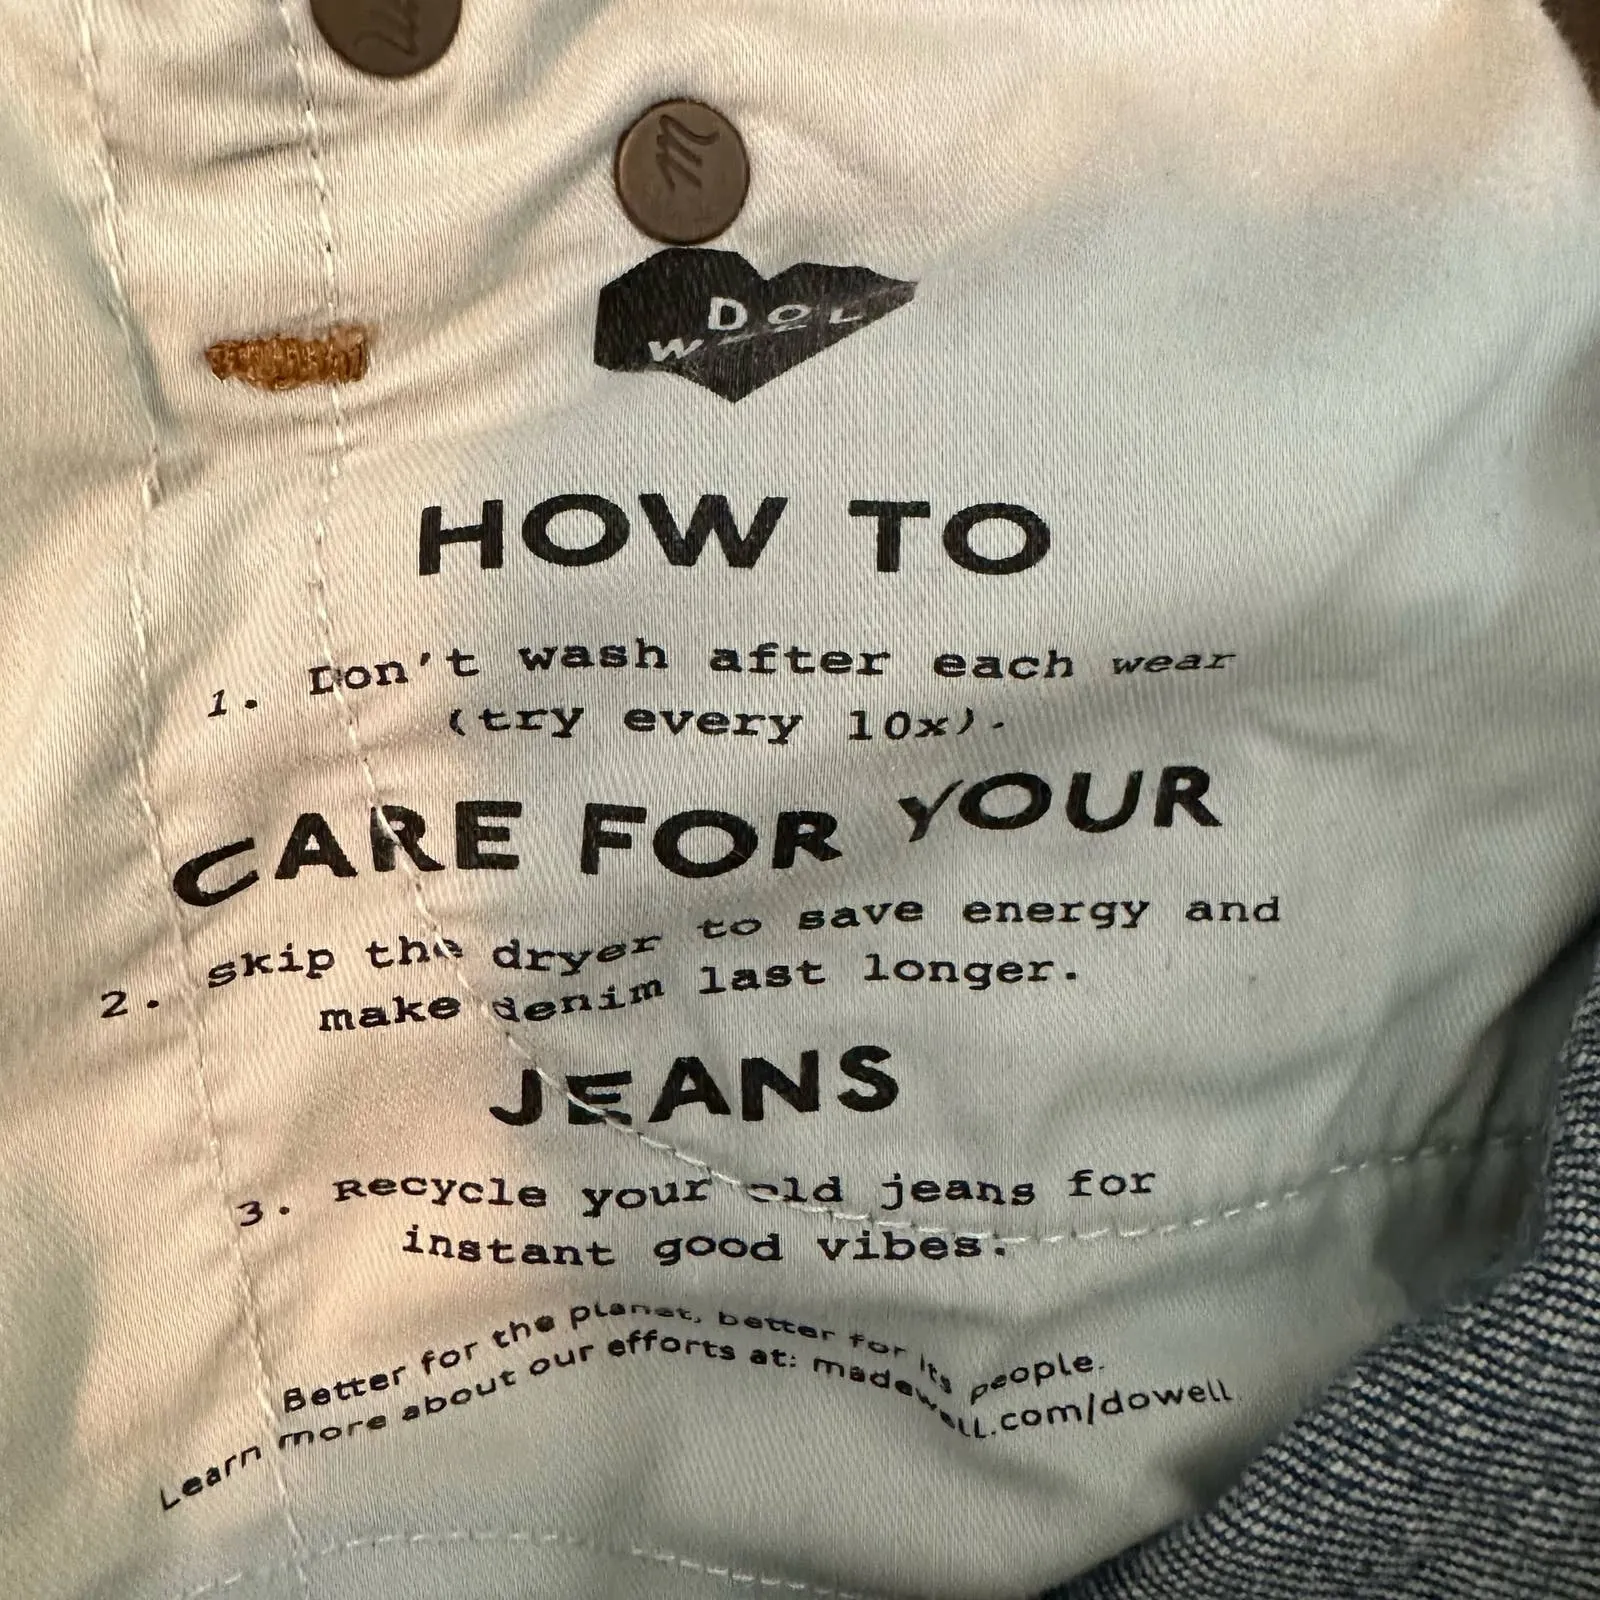 m
m
DO
WELL
HOW TO
1. Don't wash after each wear
(try every 10x).
CARE FOR YOUR
2. Skip the dryer to save energy and
make denim last longer.
JEANS
3. Recycle your old jeans for
instant good vibes.
Better for the planet, better for its people.
Learn more about our efforts at: madewell.com/dowell